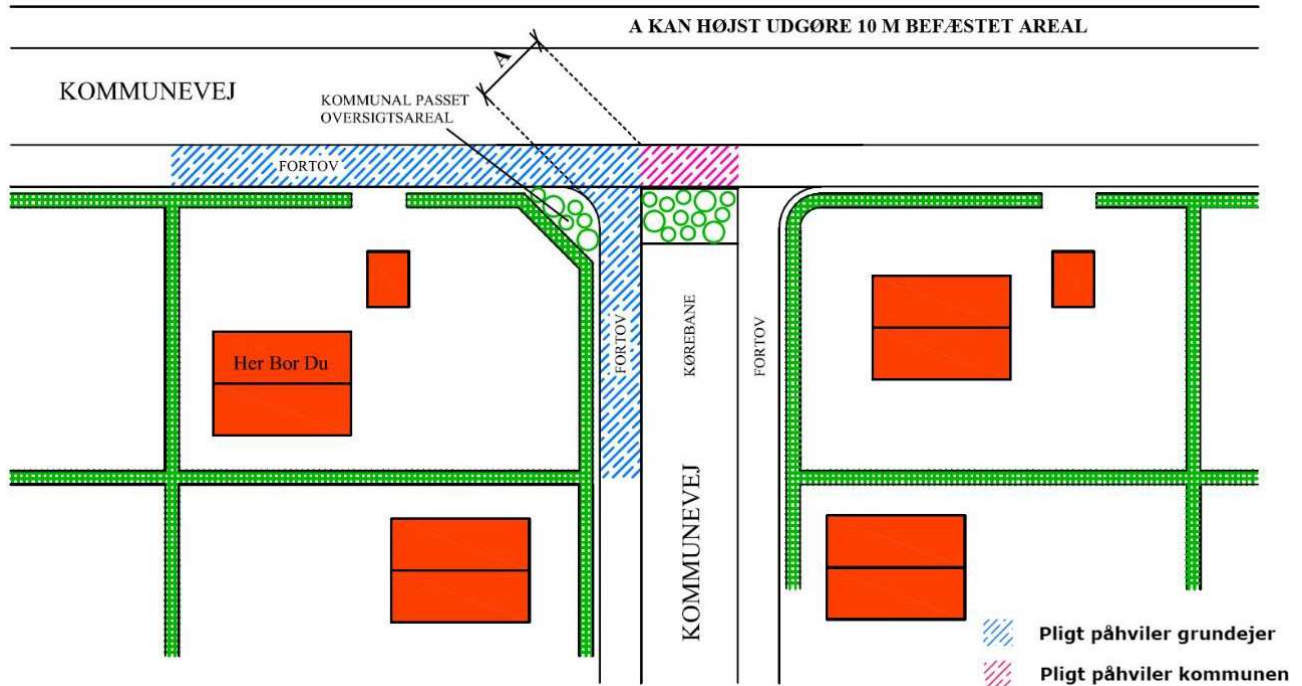 A KAN HØJST UDGØRE 10 M BEFÆSTET AREAL
A
KOMMUNEVEJ
KOMMUNAL PASSET
OVERSIGTSAREAL
FORTOV
Her Bor Du
FORTOV
KØREBANE
FORTOV
KOMMUNEVEJ
Pligt påhviler grundejer
Pligt påhviler kommunen